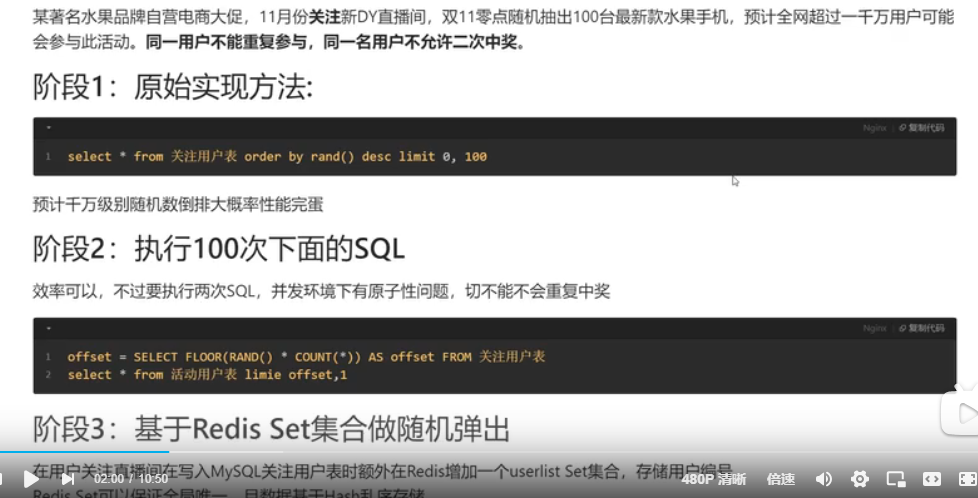 某著名水果品牌自营电商大促，11月份关注新DY直播间，双11零点随机抽出100台最新款水果手机，预计全网超过一千万用户可能
会参与此活动。同一用户不能重复参与，同一名用户不允许二次中奖。
阶段1：原始实现方法:
Nginx 复制代码
1 select * from 关注用户表 order by rand() desc limit 0, 100
预计千万级别随机数倒排大概率性能完蛋
阶段2：执行100次下面的SQL
效率可以，不过要执行两次SQL，并发环境下有原子性问题，切不能不会重复中奖
Nginx 复制代码
1 offset = SELECT FLOOR(RAND() * COUNT(*)) AS offset FROM 关注用户表
2 select * from 活动用户表 limie offset,1
阶段3：基于Redis Set集合做随机弹出
在用户关注直播间在写入MySQL关注用户表时额外在Redis增加一个userlist Set集合，存储用户编号
02:00 / 10:50
480P 清晰
倍速
Redis Set可以保证全局唯一，且数据基于Hash乱序存储